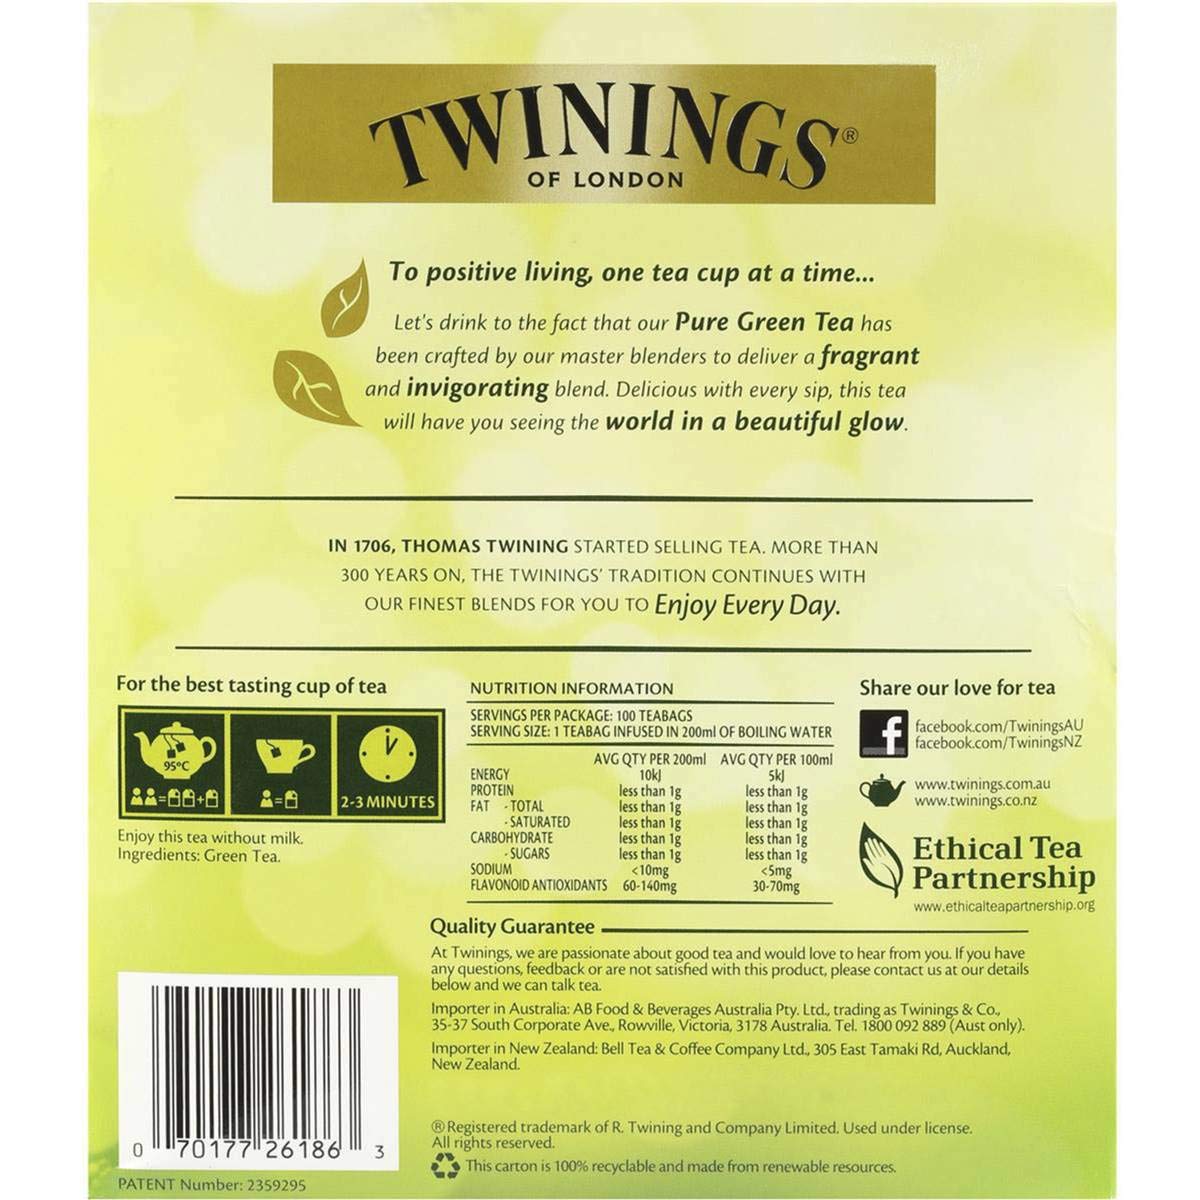 TWININGS®
OF LONDON
To positive living, one tea cup at a time...
Let's drink to the fact that our Pure Green Tea has
been crafted by our master blenders to deliver a fragrant
and invigorating blend. Delicious with every sip, this tea
will have you seeing the world in a beautiful glow.
IN 1706, THOMAS TWINING STARTED SELLING TEA. MORE THAN
300 YEARS ON, THE TWININGS' TRADITION CONTINUES WITH
OUR FINEST BLENDS FOR YOU TO Enjoy Every Day.
For the best tasting cup of tea
95°C
2-3 MINUTES
Enjoy this tea without milk.
Ingredients: Green Tea.
NUTRITION INFORMATION
SERVINGS PER PACKAGE: 100 TEABAGS
SERVING SIZE: 1 TEABAG INFUSED IN 200ml OF BOILING WATER
AVG QTY PER 200ml AVG QTY PER 100ml
ENERGY 10kJ 5kJ
PROTEIN less than 1g less than 1g
FAT - TOTAL less than 1g less than 1g
- SATURATED less than 1g less than 1g
CARBOHYDRATE less than 1g less than 1g
- SUGARS less than 1g less than 1g
SODIUM <10mg <5mg
FLAVONOID ANTIOXIDANTS 60-140mg 30-70mg
Share our love for tea
f
facebook.com/TwiningsAU
facebook.com/TwiningsNZ
www.twinings.com.au
www.twinings.co.nz
Ethical Tea
Partnership
www.ethicalteapartnership.org
Quality Guarantee
At Twinings, we are passionate about good tea and would love to hear from you. If you have
any questions, feedback or are not satisfied with this product, please contact us at our details
below and we can talk tea.
Importer in Australia: AB Food & Beverages Australia Pty. Ltd., trading as Twinings & Co.,
35-37 South Corporate Ave., Rowville, Victoria, 3178 Australia. Tel. 1800 092 889 (Aust only).
Importer in New Zealand: Bell Tea & Coffee Company Ltd., 305 East Tamaki Rd, Auckland,
New Zealand.
® Registered trademark of R. Twining and Company Limited. Used under license.
All rights reserved.
This carton is 100% recyclable and made from renewable resources.
0 70177 26186 3
PATENT Number: 2359295